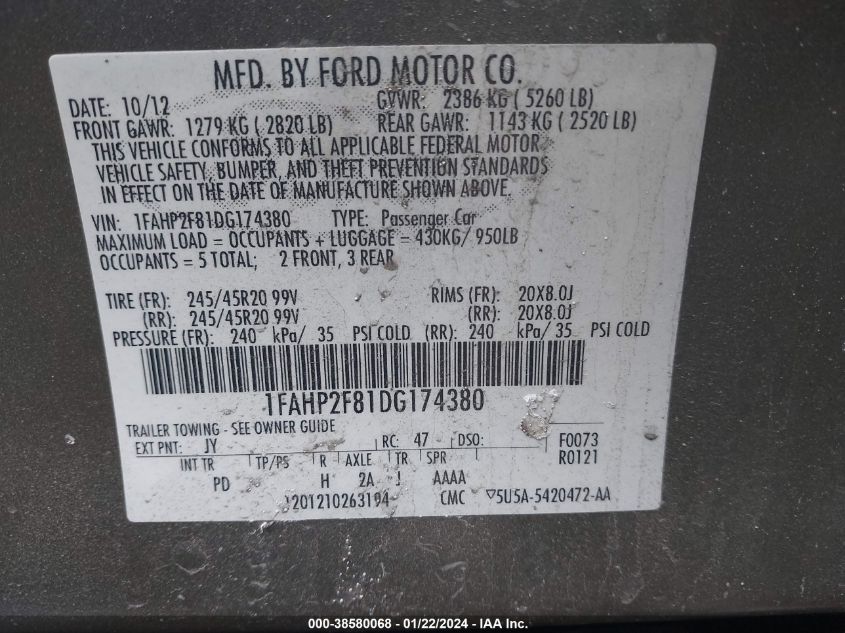 MFD. BY FORD MOTOR CO.
DATE: 10/12 GVWR: 2386 KG ( 5260 LB)
FRONT GAWR: 1279 KG ( 2820 LB) REAR GAWR: 1143 KG ( 2520 LB)
THIS VEHICLE CONFORMS TO ALL APPLICABLE FEDERAL MOTOR
VEHICLE SAFETY, BUMPER, AND THEFT PREVENTION STANDARDS
IN EFFECT ON THE DATE OF MANUFACTURE SHOWN ABOVE.
VIN: 1FAHP2F81DG174380 TYPE: Passenger Car
MAXIMUM LOAD = OCCUPANTS + LUGGAGE = 430KG/ 950LB
OCCUPANTS = 5 TOTAL; 2 FRONT, 3 REAR
TIRE (FR): 245/45R20 99V RIMS (FR): 20X8.0J
(RR): 245/45R20 99V (RR): 20X8.0J
PRESSURE (FR): 240 kPa/ 35 PSI COLD (RR): 240 kPa/ 35 PSI COLD
1FAHP2F81DG174380
TRAILER TOWING - SEE OWNER GUIDE
EXT PNT: JY RC: 47 DSO: F0073
INT TR TP/PS R AXLE TR SPR R0121
PD H 2A J AAAA
201210263194 CMC ▽5U5A-5420472-AA
000-38580068 - 01/22/2024 - IAA Inc.